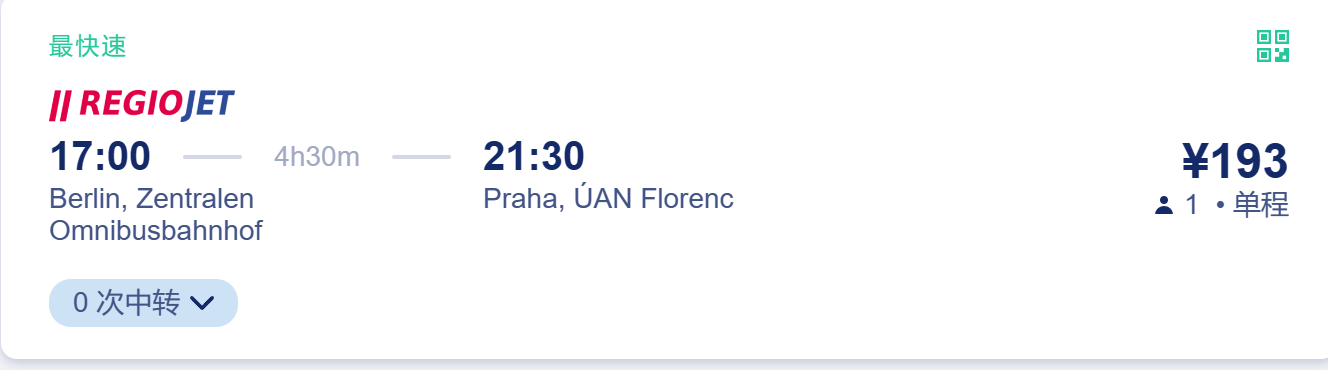 最快速
REGIOJET
17:00 4h30m 21:30
Berlin, Zentralen
Omnibusbahnhof
Praha, ÚAN Florenc
¥193
1 • 单程
0 次中转